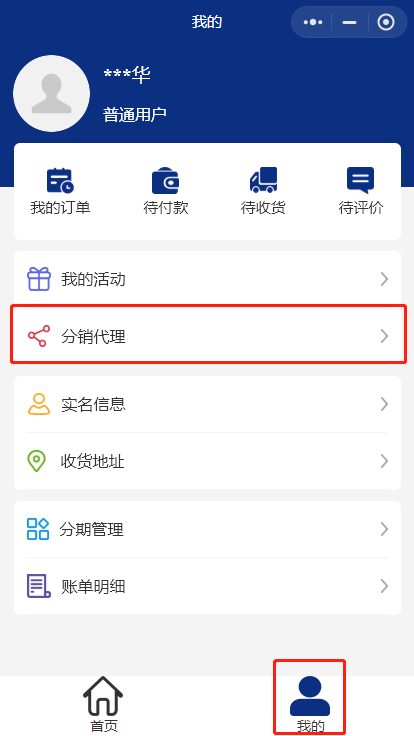 我的
***华
普通用户
我的订单 待付款 待收货 待评价
我的活动
分销代理
实名信息
收货地址
分期管理
账单明细
首页 我的